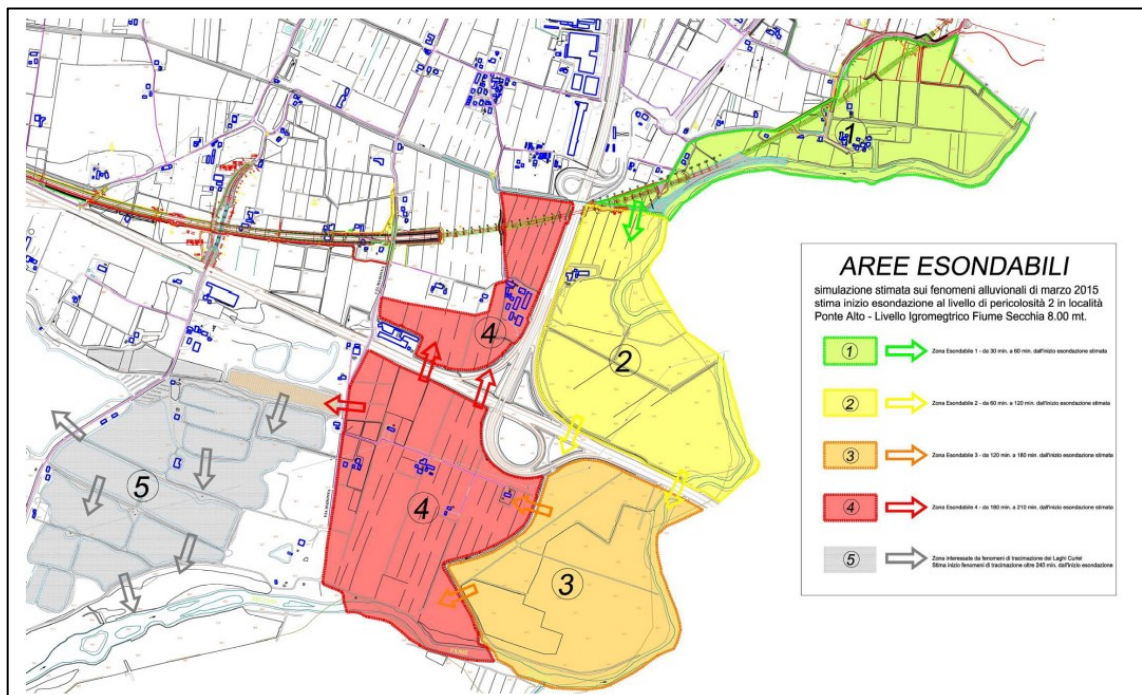 1
4
2
4
5
3
FIUME
AREE ESONDABILI
simulazione stimata sui fenomeni alluvionali di marzo 2015
stima inizio esondazione al livello di pericolosità 2 in località
Ponte Alto - Livello Igromegtrico Fiume Secchia 8.00 mt.
1 Zona Esondabile 1 - da 30 min. a 60 min. dall'inizio esondazione stimata
2 Zona Esondabile 2 - da 60 min. a 120 min. dall'inizio esondazione stimata
3 Zona Esondabile 3 - da 120 min. a 180 min. dall'inizio esondazione stimata
4 Zona Esondabile 4 - da 180 min. a 210 min. dall'inizio esondazione stimata
5 Zona interessate da fenomeni di tracimazione dei Laghi Curiel
Stima inizio fenomeni di tracimazione oltre 240 min. dall'inizio esondazione